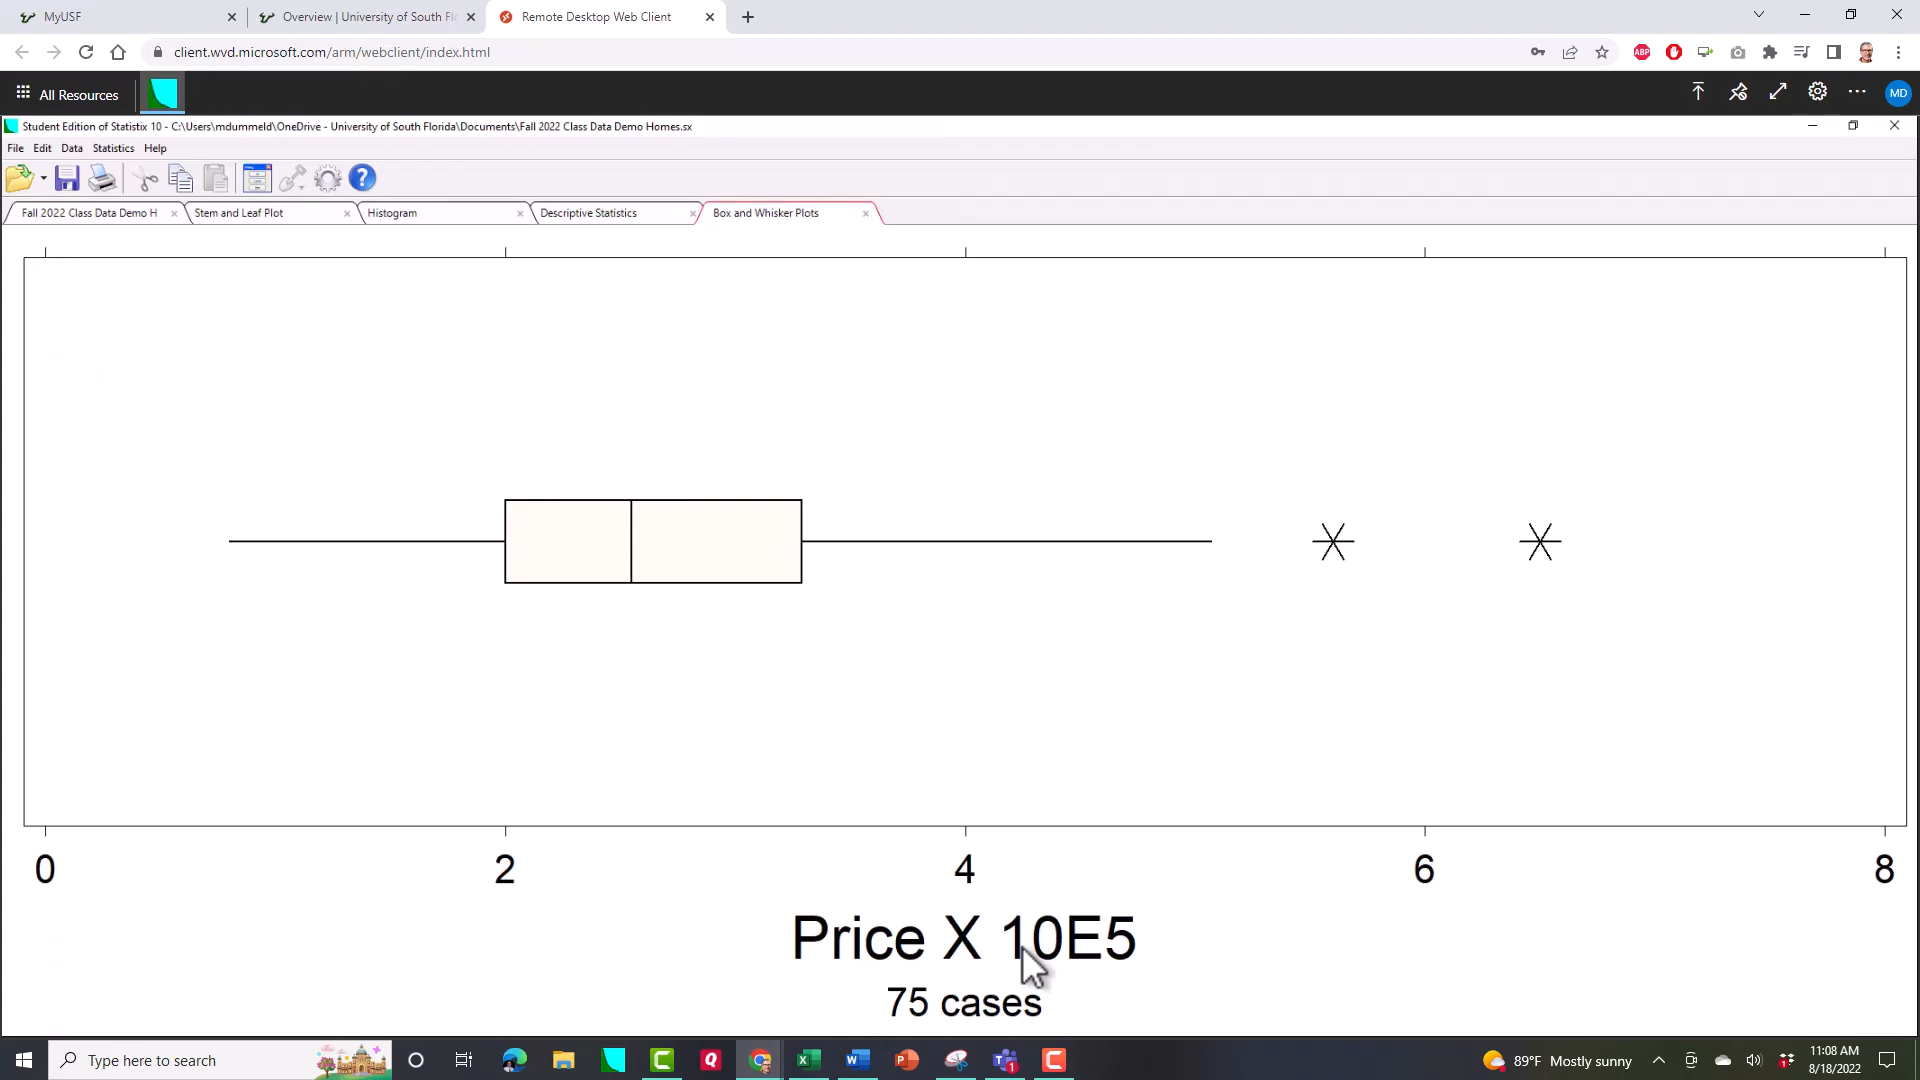 MyUSF
Overview | University of South Fl
Remote Desktop Web Client
client.wvd.microsoft.com/arm/webclient/index.html
ABP
All Resources
MD
Student Edition of Statistix 10 - C:\Users\mdummeld\OneDrive - University of South Florida\Documents\Fall 2022 Class Data Demo Homes.sx
File Edit Data Statistics Help
Fall 2022 Class Data Demo H
Stem and Leaf Plot
Histogram
Descriptive Statistics
Box and Whisker Plots
0 2 4 6 8
Price X 10E5
75 cases
Type here to search
89°F Mostly sunny
11:08 AM
8/18/2022